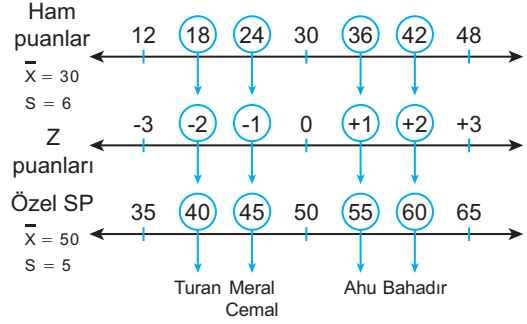 Ham puanlar
12 18 24 30 36 42 48
X̅ = 30
S = 6
Z puanları
-3 -2 -1 0 +1 +2 +3
Özel SP
35 40 45 50 55 60 65
X̅ = 50
S = 5
Turan Meral Ahu Bahadır
Cemal